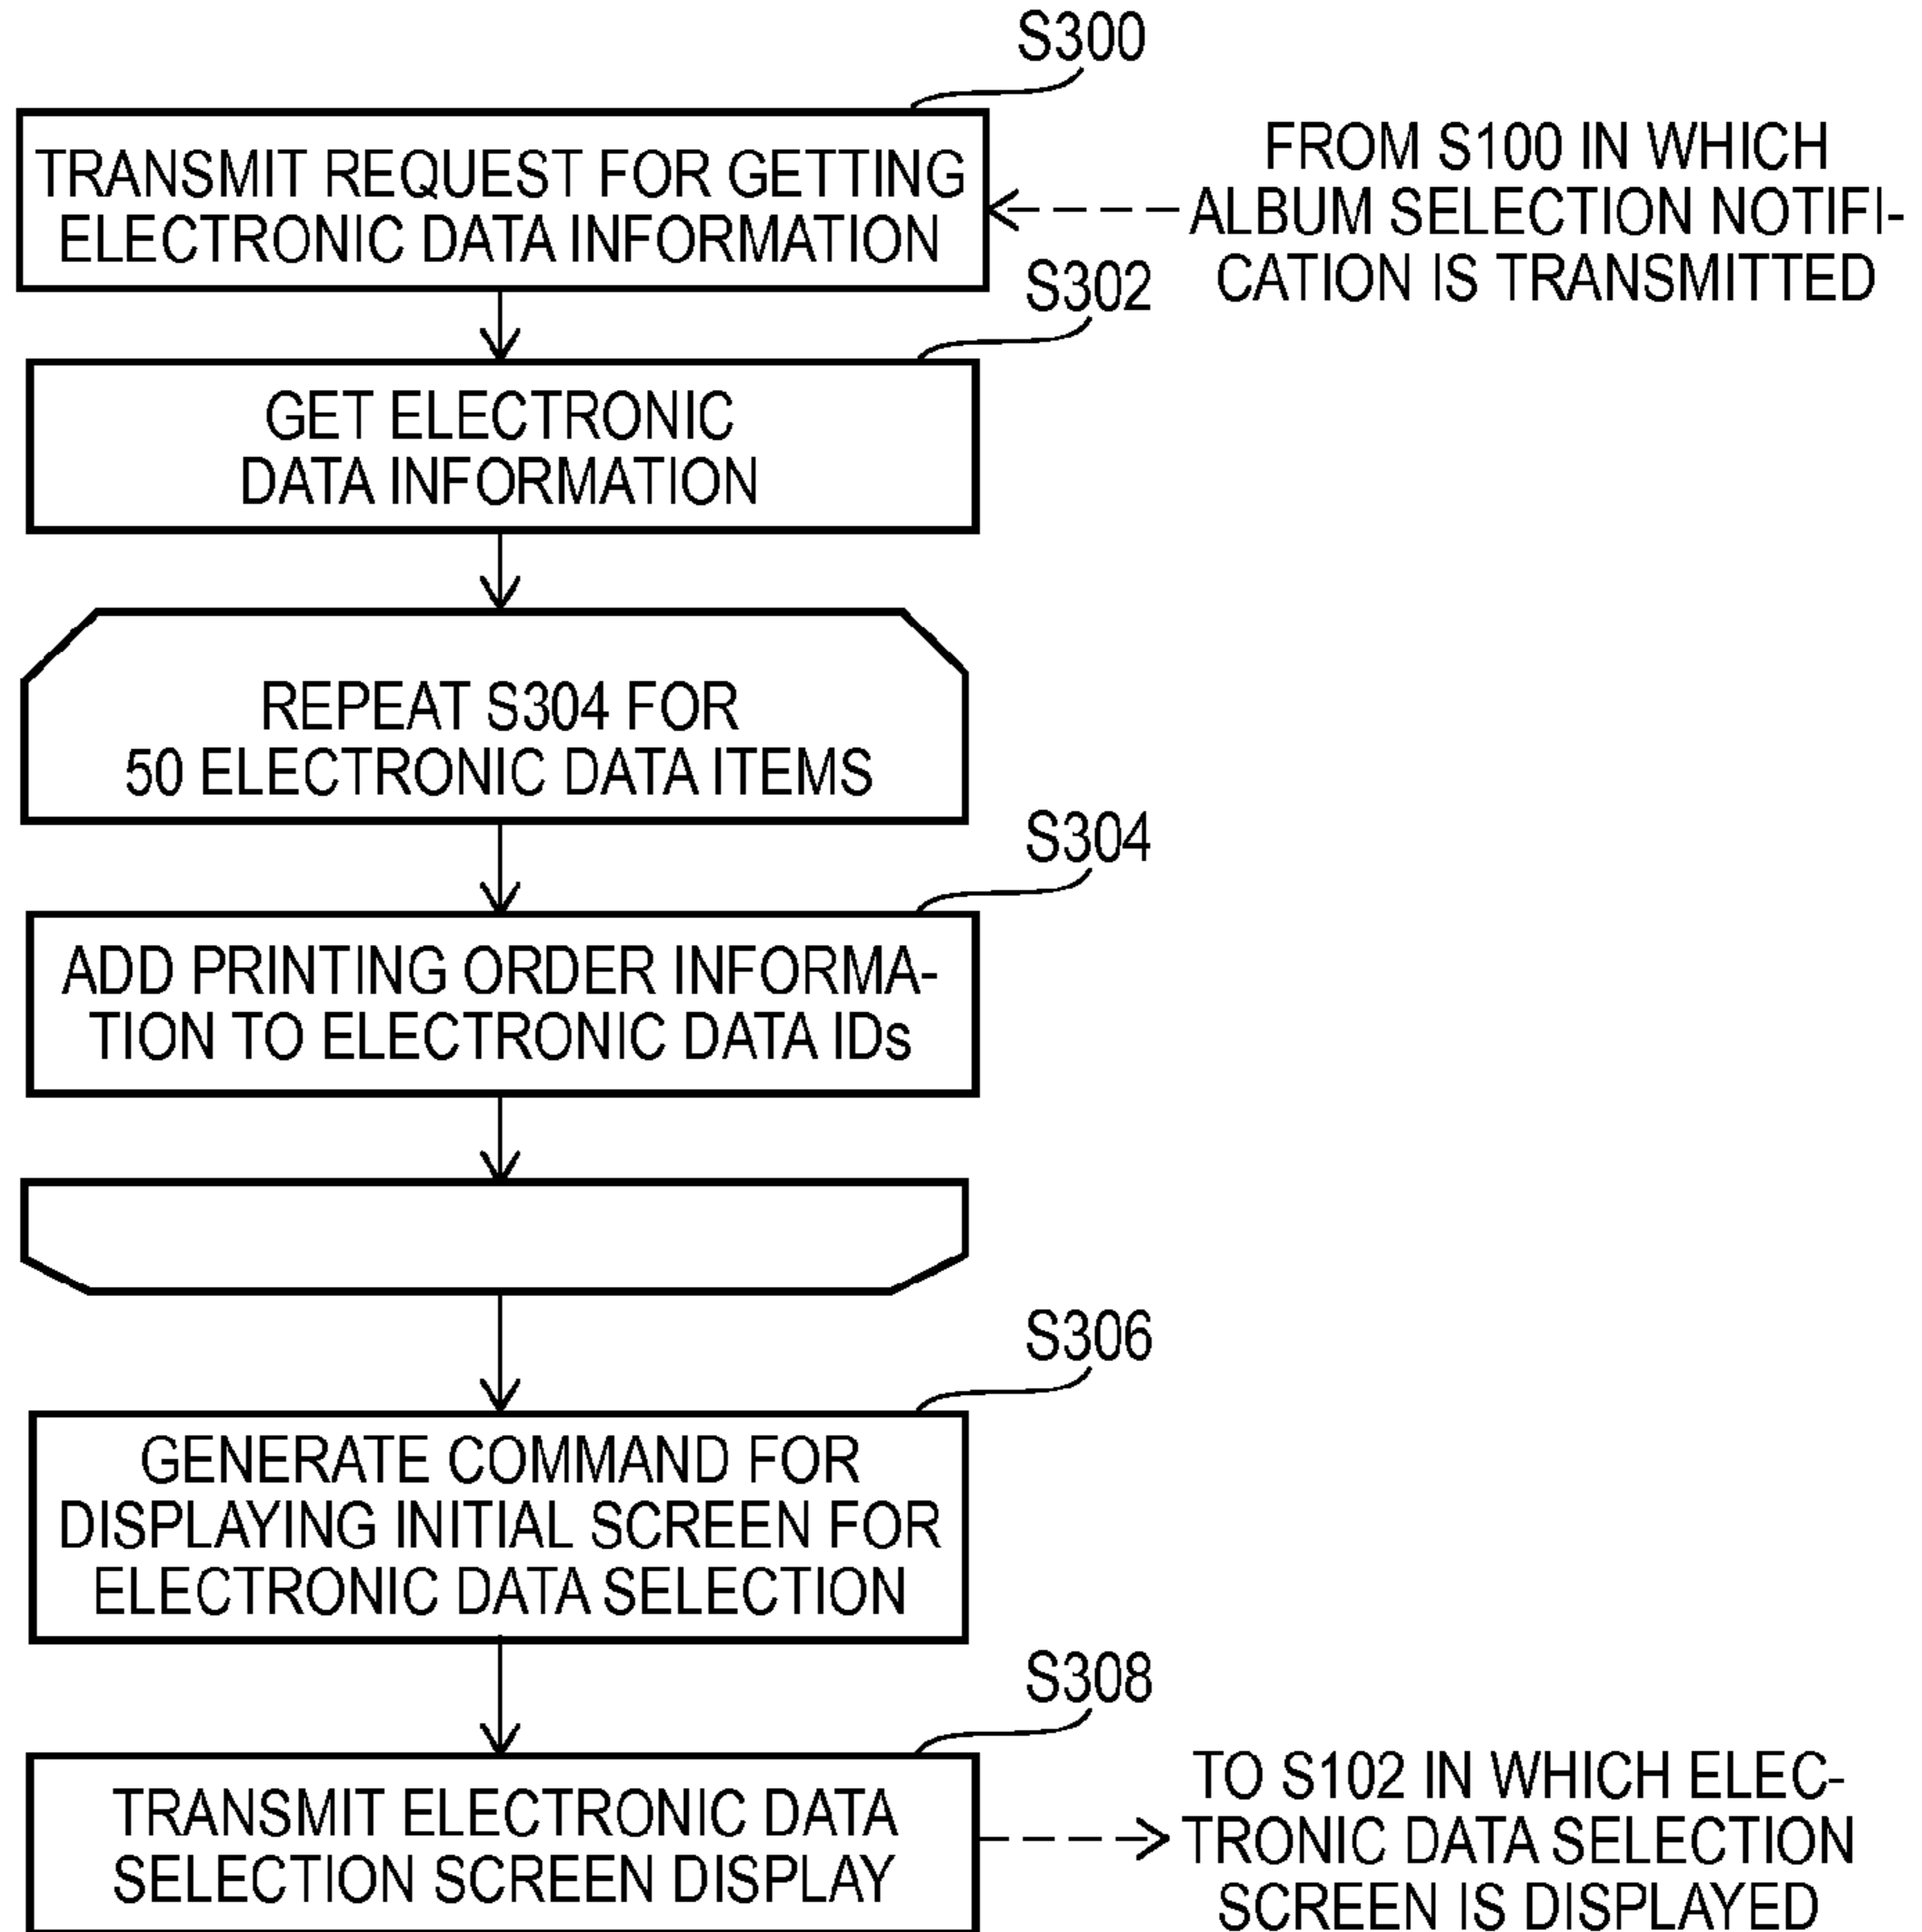 S300
TRANSMIT REQUEST FOR GETTING
ELECTRONIC DATA INFORMATION
FROM S100 IN WHICH
ALBUM SELECTION NOTIFI-
CATION IS TRANSMITTED
S302
GET ELECTRONIC
DATA INFORMATION
REPEAT S304 FOR
50 ELECTRONIC DATA ITEMS
S304
ADD PRINTING ORDER INFORMA-
TION TO ELECTRONIC DATA IDs
S306
GENERATE COMMAND FOR
DISPLAYING INITIAL SCREEN FOR
ELECTRONIC DATA SELECTION
S308
TRANSMIT ELECTRONIC DATA
SELECTION SCREEN DISPLAY
TO S102 IN WHICH ELEC-
TRONIC DATA SELECTION
SCREEN IS DISPLAYED